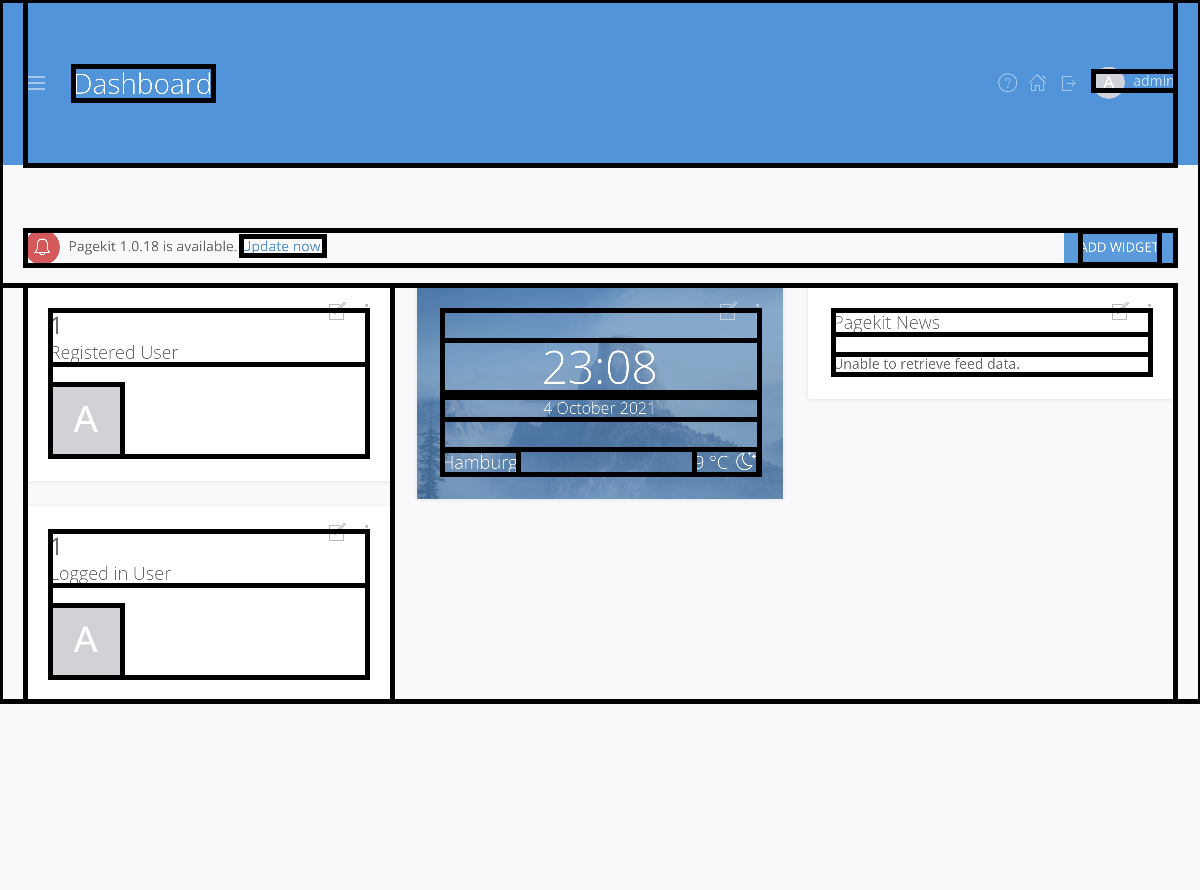 Dashboard
A admin
Pagekit 1.0.18 is available. Update now
ADD WIDGET
1
Registered User
A
1
Logged in User
A
23:08
4 October 2021
Hamburg
9 °C
Pagekit News
Unable to retrieve feed data.